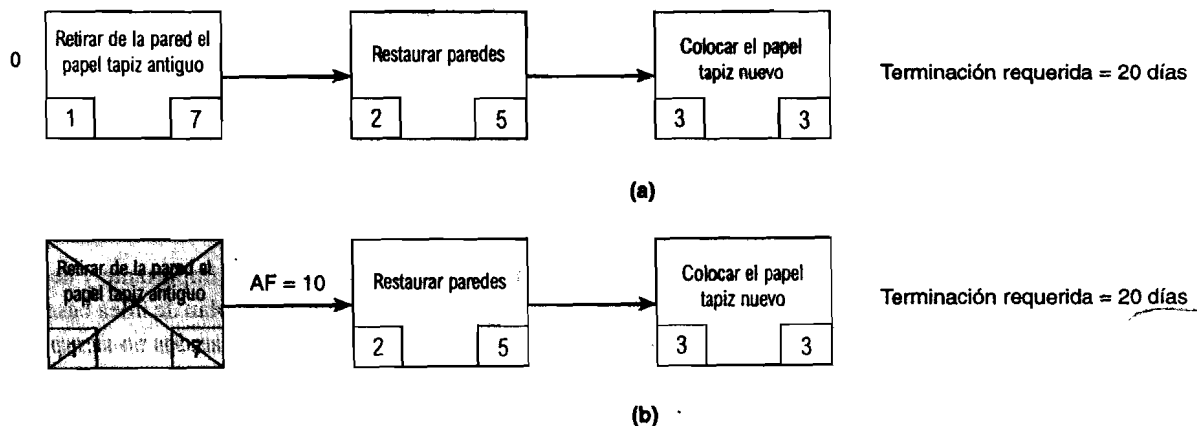 0
Retirar de la pared el
papel tapiz antiguo
1
7
Restaurar paredes
2
5
Colocar el papel
tapiz nuevo
3
3
Terminación requerida = 20 días
(a)
Retirar de la pared el
papel tapiz antiguo
1
7
AF = 10
Restaurar paredes
2
5
Colocar el papel
tapiz nuevo
3
3
Terminación requerida = 20 días
(b)